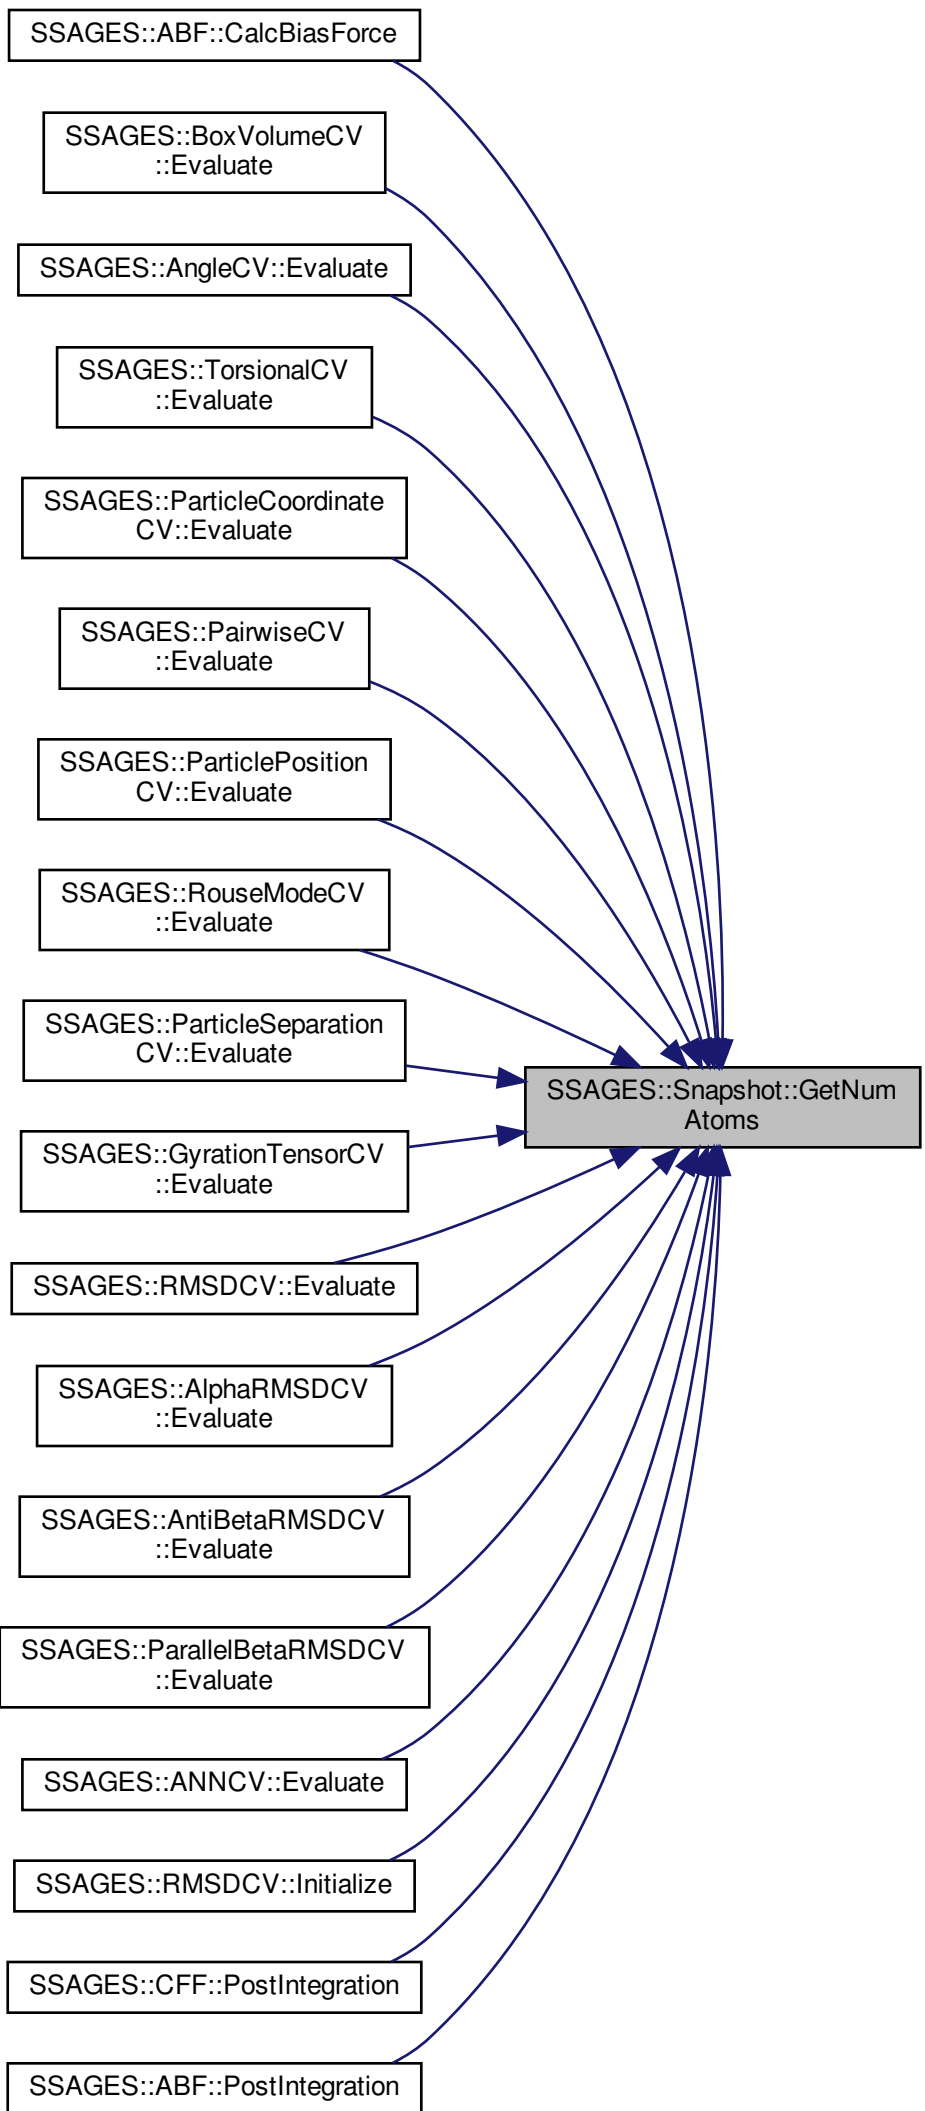 SSAGES::ABF::CalcBiasForce
SSAGES::BoxVolumeCV
::Evaluate
SSAGES::AngleCV::Evaluate
SSAGES::TorsionalCV
::Evaluate
SSAGES::ParticleCoordinate
CV::Evaluate
SSAGES::PairwiseCV
::Evaluate
SSAGES::ParticlePosition
CV::Evaluate
SSAGES::RouseModeCV
::Evaluate
SSAGES::ParticleSeparation
CV::Evaluate
SSAGES::Snapshot::GetNum
Atoms
SSAGES::GyrationTensorCV
::Evaluate
SSAGES::RMSDCV::Evaluate
SSAGES::AlphaRMSDCV
::Evaluate
SSAGES::AntiBetaRMSDCV
::Evaluate
SSAGES::ParallelBetaRMSDCV
::Evaluate
SSAGES::ANNCV::Evaluate
SSAGES::RMSDCV::Initialize
SSAGES::CFF::PostIntegration
SSAGES::ABF::PostIntegration